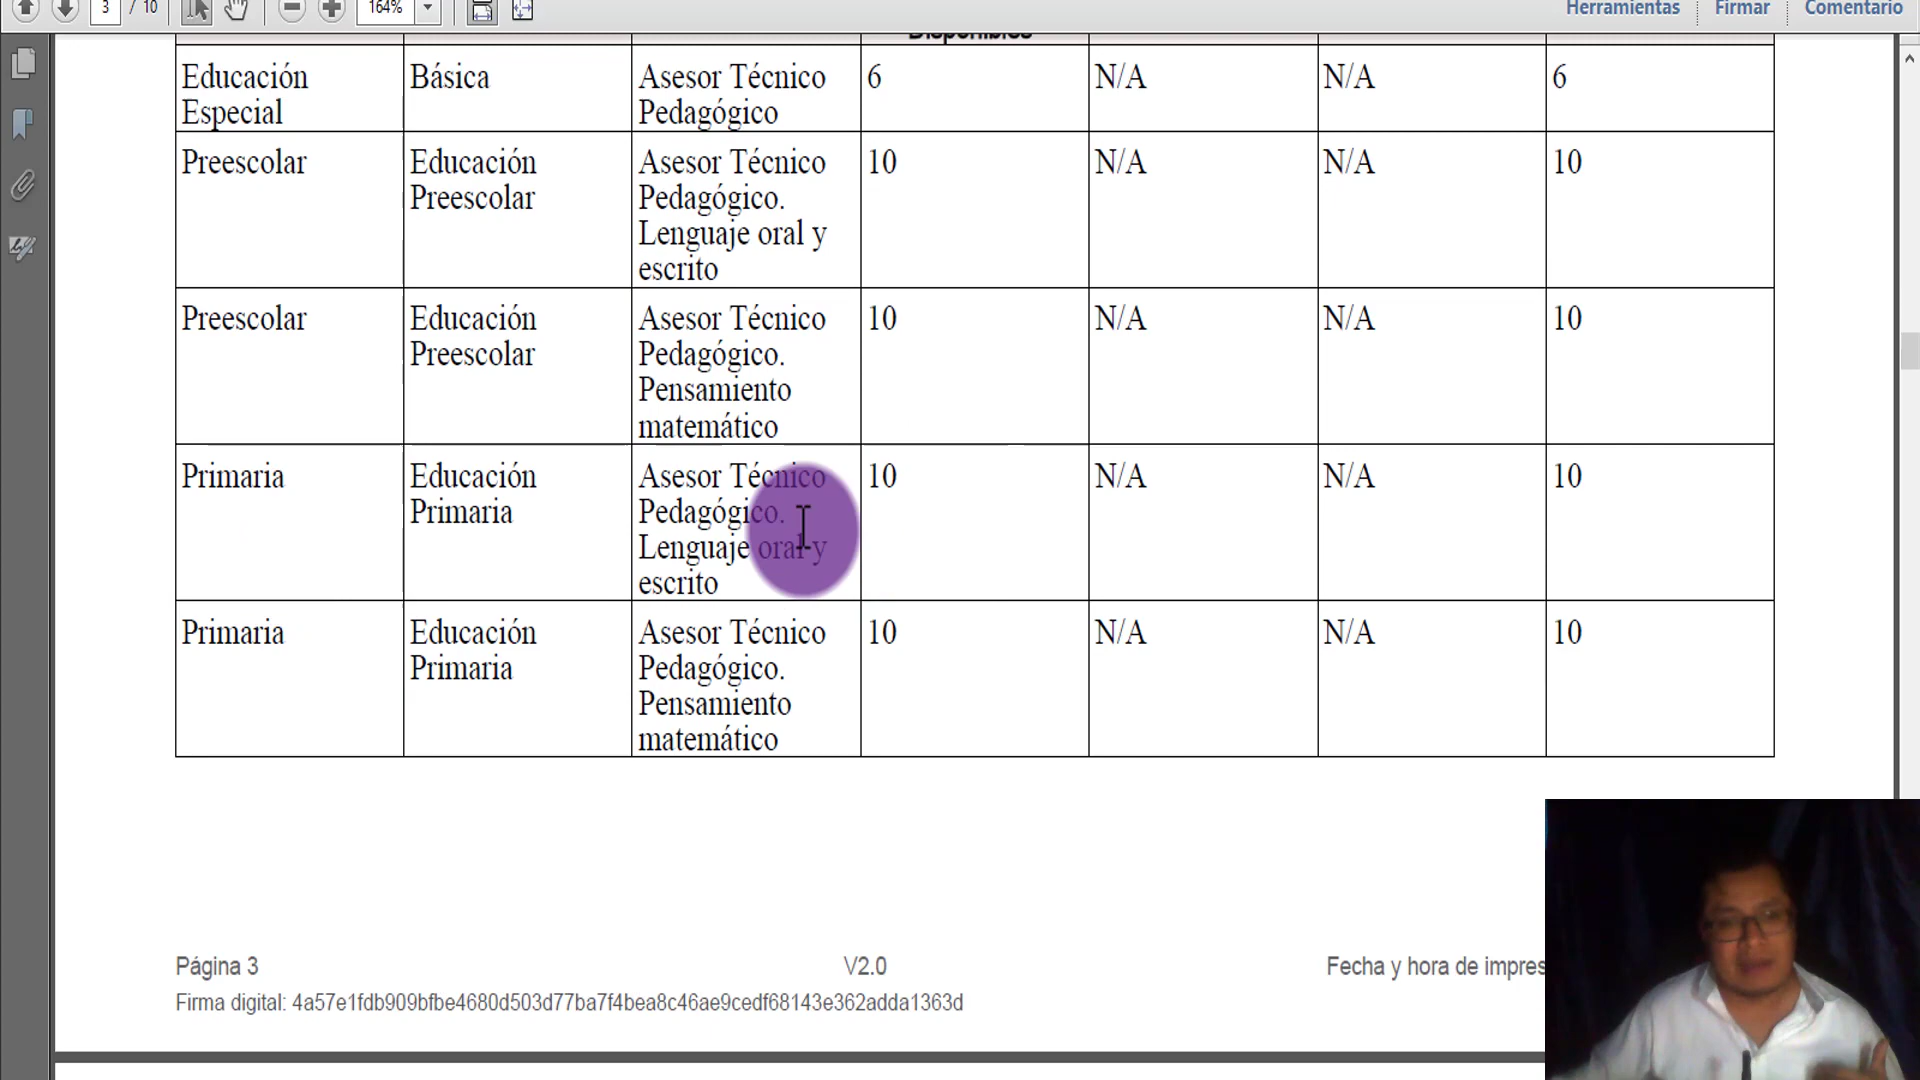 3 / 10 164% Herramientas Firmar Comentario
Disponibles
Educación Básica Asesor Técnico 6 N/A N/A 6
Especial Pedagógico
Preescolar Educación Asesor Técnico 10 N/A N/A 10
Preescolar Pedagógico.
Lenguaje oral y
escrito
Preescolar Educación Asesor Técnico 10 N/A N/A 10
Preescolar Pedagógico.
Pensamiento
matemático
Primaria Educación Asesor Técnico 10 N/A N/A 10
Primaria Pedagógico.
Lenguaje oral y
escrito
Primaria Educación Asesor Técnico 10 N/A N/A 10
Primaria Pedagógico.
Pensamiento
matemático
Página 3 V2.0 Fecha y hora de impres
Firma digital: 4a57e1fdb909bfbe4680d503d77ba7f4bea8c46ae9cedf68143e362adda1363d